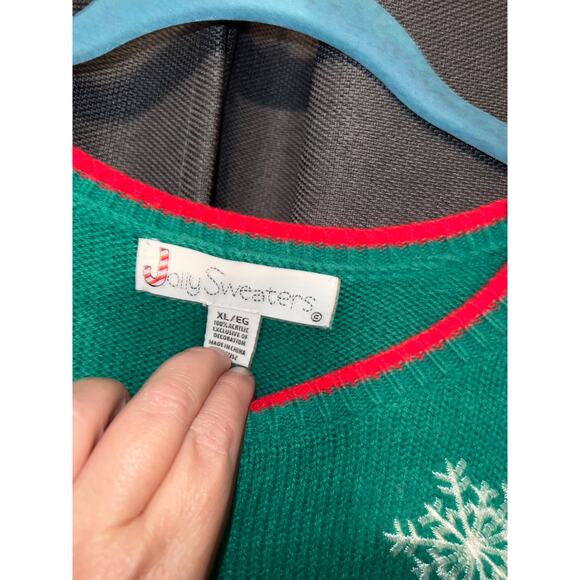 Jolly Sweaters
©
XL/EG
100% ACRYLIC
EXCLUSIVE OF
DECORATION
MADE IN CHINA